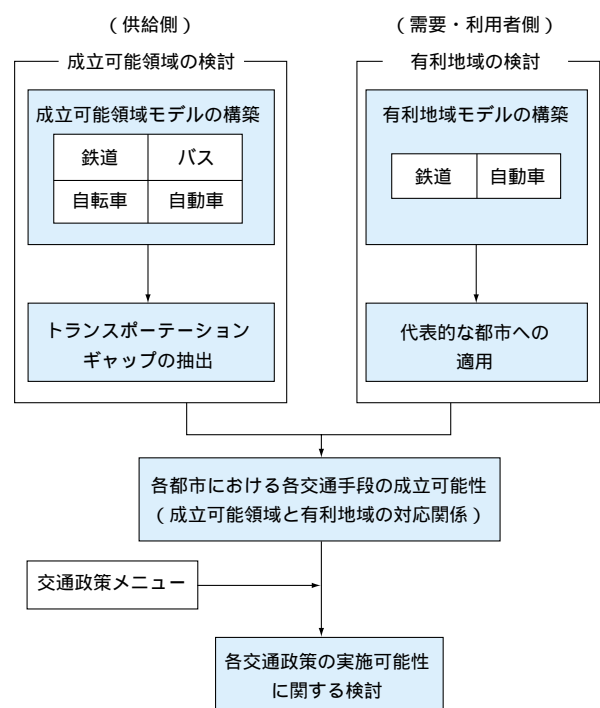 (供給側)
成立可能領域の検討
成立可能領域モデルの構築
鉄道
バス
自転車
自動車
トランスポーテーション
ギャップの抽出
(需要・利用者側)
有利地域の検討
有利地域モデルの構築
鉄道
自動車
代表的な都市への
適用
各都市における各交通手段の成立可能性
(成立可能領域と有利地域の対応関係)
交通政策メニュー
各交通政策の実施可能性
に関する検討